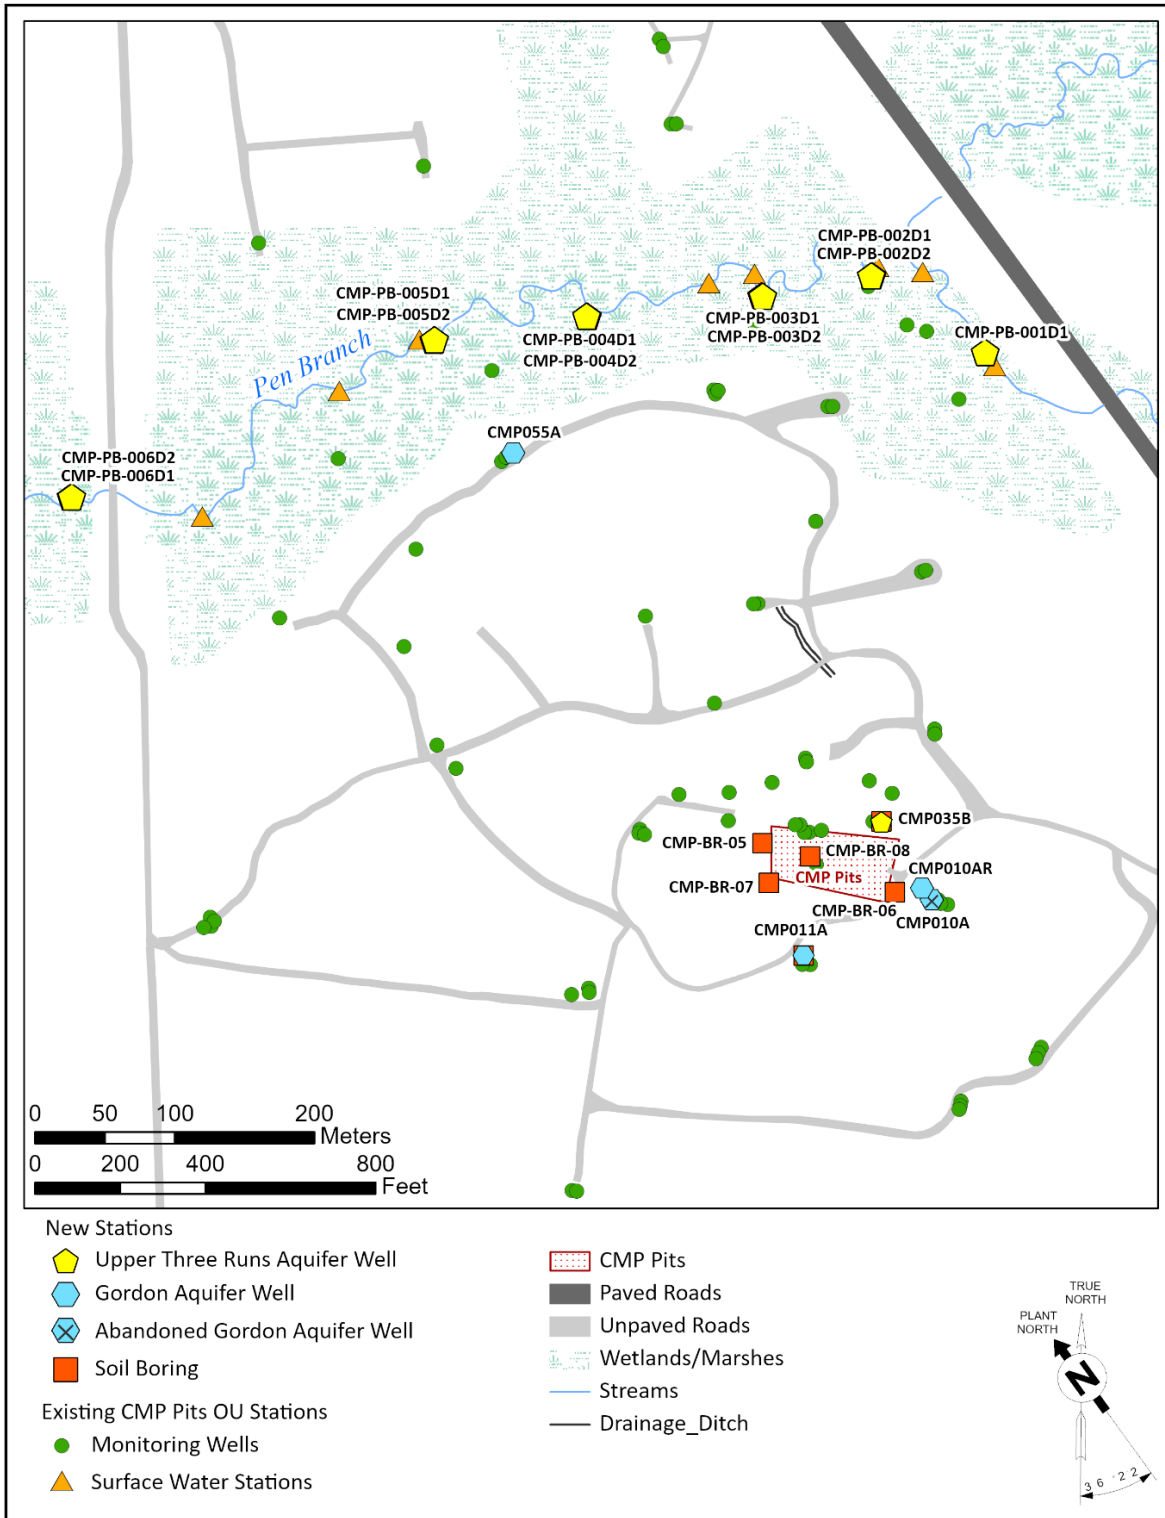 CMP-PB-002D1
CMP-PB-002D2
CMP-PB-005D1
CMP-PB-005D2
CMP-PB-003D1
CMP-PB-003D2
CMP-PB-004D1
CMP-PB-004D2
CMP-PB-001D1
Pen Branch
CMP055A
CMP-PB-006D2
CMP-PB-006D1
CMP035B
CMP-BR-05
CMP-BR-08
CMP010AR
CMP Pits
CMP-BR-07
CMP-BR-06
CMP010A
CMP011A
0 50 100 200
Meters
0 200 400 800
Feet
New Stations
Upper Three Runs Aquifer Well
Gordon Aquifer Well
Abandoned Gordon Aquifer Well
Soil Boring
Existing CMP Pits OU Stations
Monitoring Wells
Surface Water Stations
CMP Pits
Paved Roads
Unpaved Roads
Wetlands/Marshes
Streams
Drainage_Ditch
TRUE
NORTH
PLANT
NORTH
N
36°22